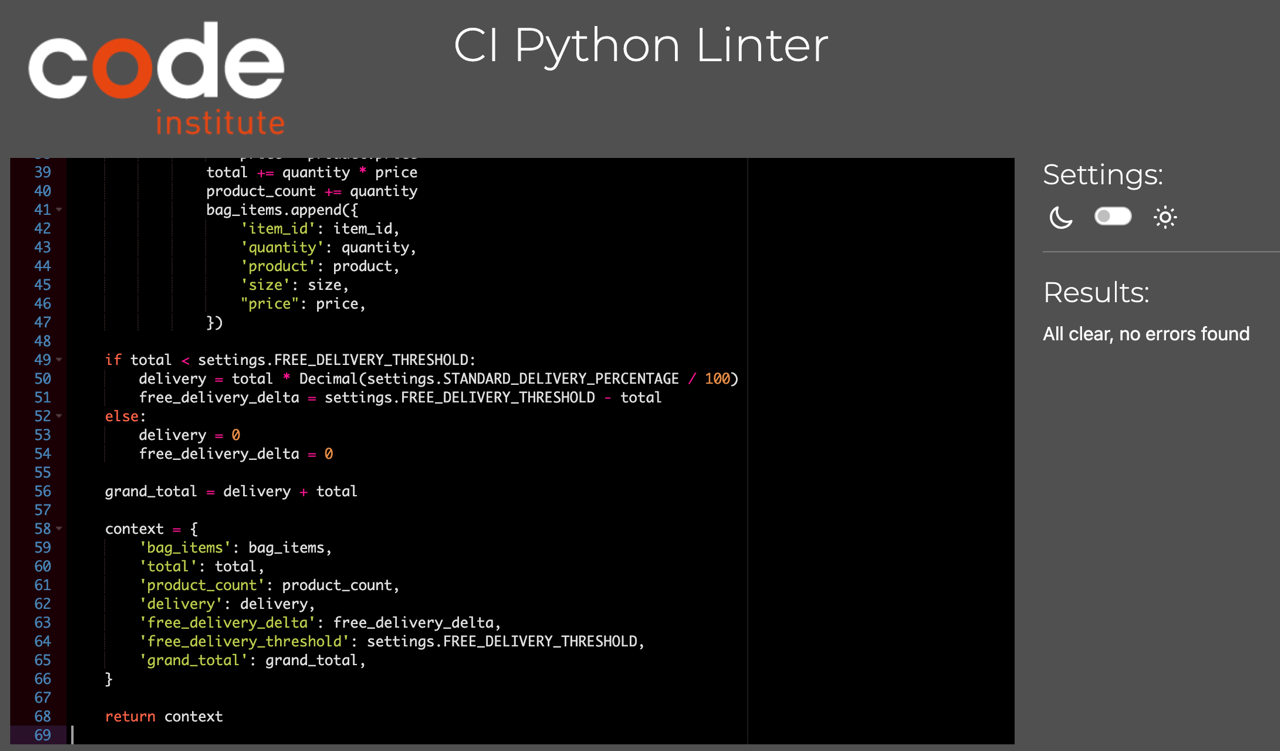 code
institute
CI Python Linter
39 total += quantity * price
40 product_count += quantity
41 bag_items.append({
42 'item_id': item_id,
43 'quantity': quantity,
44 'product': product,
45 'size': size,
46 "price": price,
47 })
48
49 if total < settings.FREE_DELIVERY_THRESHOLD:
50 delivery = total * Decimal(settings.STANDARD_DELIVERY_PERCENTAGE / 100)
51 free_delivery_delta = settings.FREE_DELIVERY_THRESHOLD - total
52 else:
53 delivery = 0
54 free_delivery_delta = 0
55
56 grand_total = delivery + total
57
58 context = {
59 'bag_items': bag_items,
60 'total': total,
61 'product_count': product_count,
62 'delivery': delivery,
63 'free_delivery_delta': free_delivery_delta,
64 'free_delivery_threshold': settings.FREE_DELIVERY_THRESHOLD,
65 'grand_total': grand_total,
66 }
67
68 return context
69
Settings:
Results:
All clear, no errors found